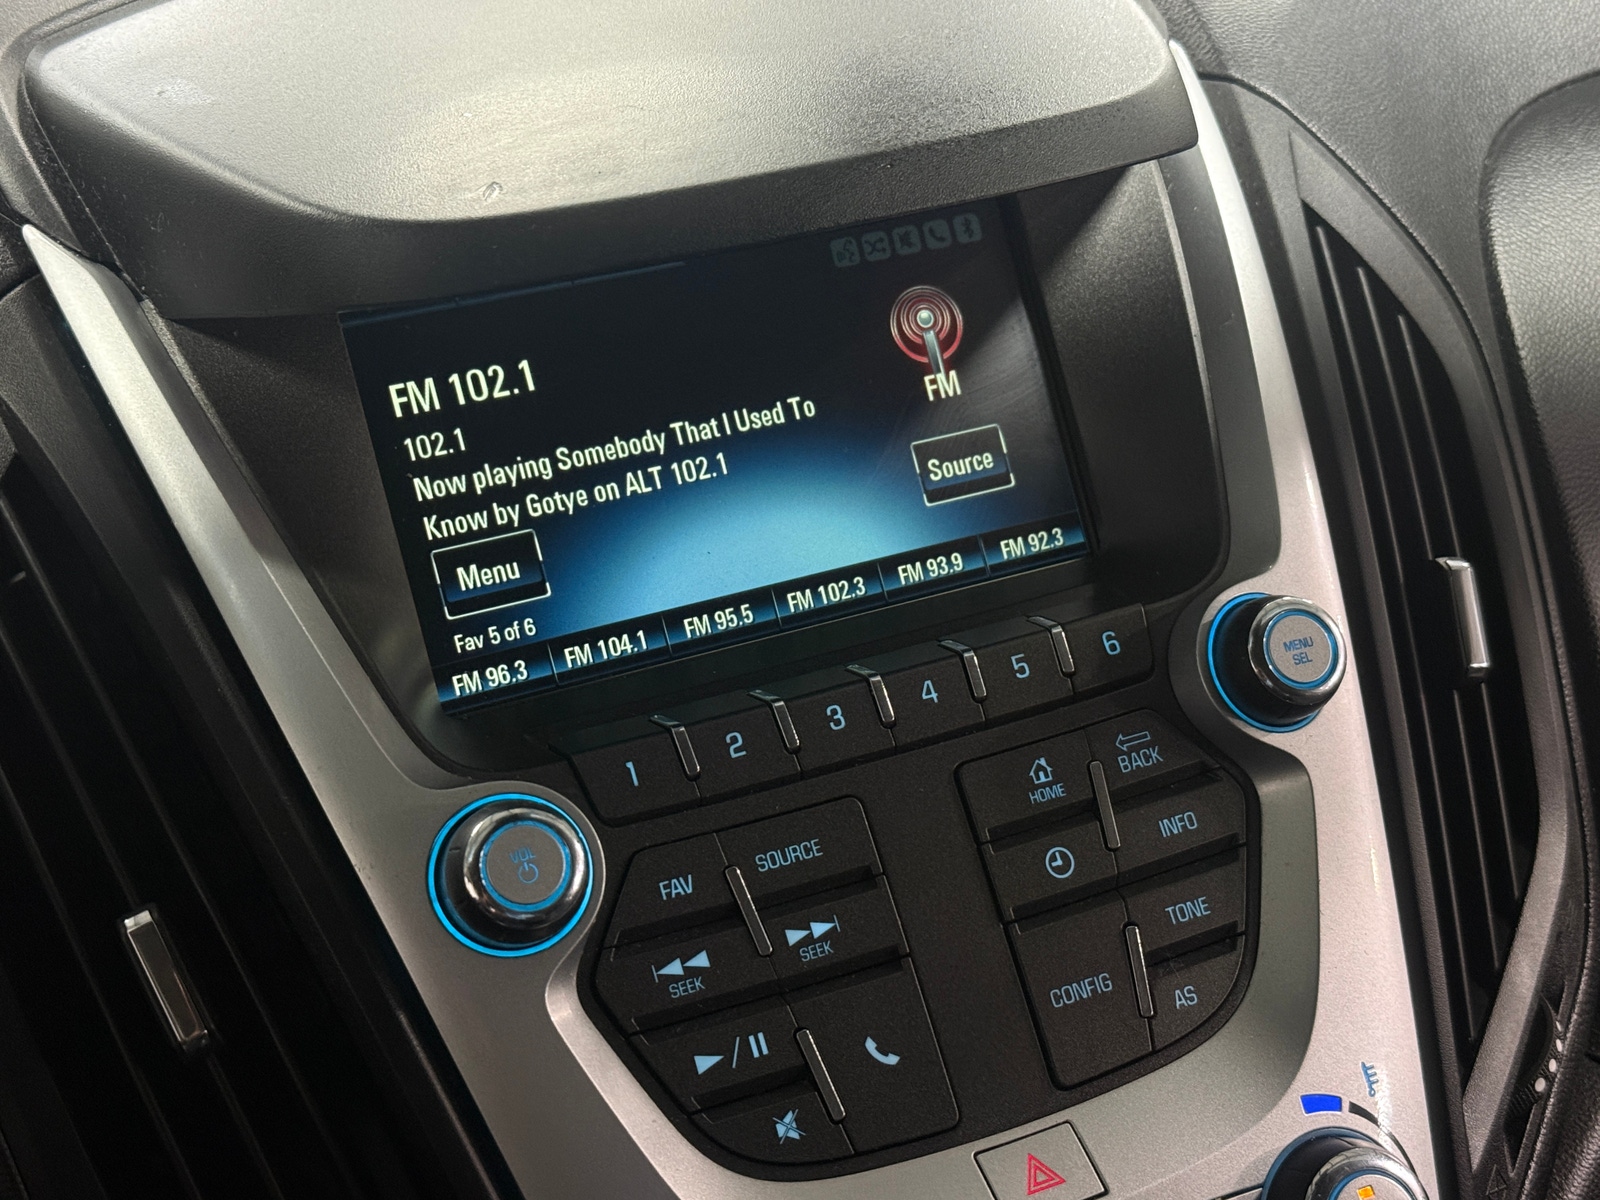 FM 102.1
102.1
Now playing Somebody That I Used To
Know by Gotye on ALT 102.1
FM
Source
Menu
Fav 5 of 6
FM 96.3
FM 104.1
FM 95.5
FM 102.3
FM 93.9
FM 92.3
1
2
3
4
5
6
MENU
SEL
VOL
FAV
SOURCE
SEEK
SEEK
HOME
BACK
INFO
TONE
CONFIG
AS